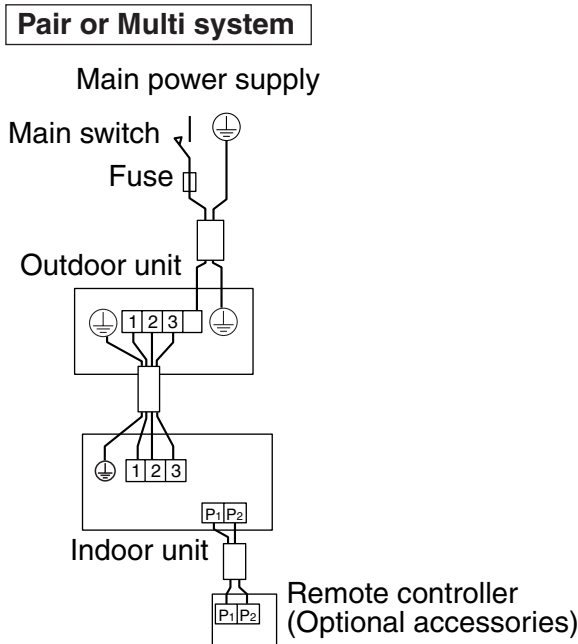 Pair or Multi system
Main power supply
Main switch
Fuse
Outdoor unit
1 2 3
1 2 3
P1 P2
Indoor unit
P1 P2
Remote controller
(Optional accessories)